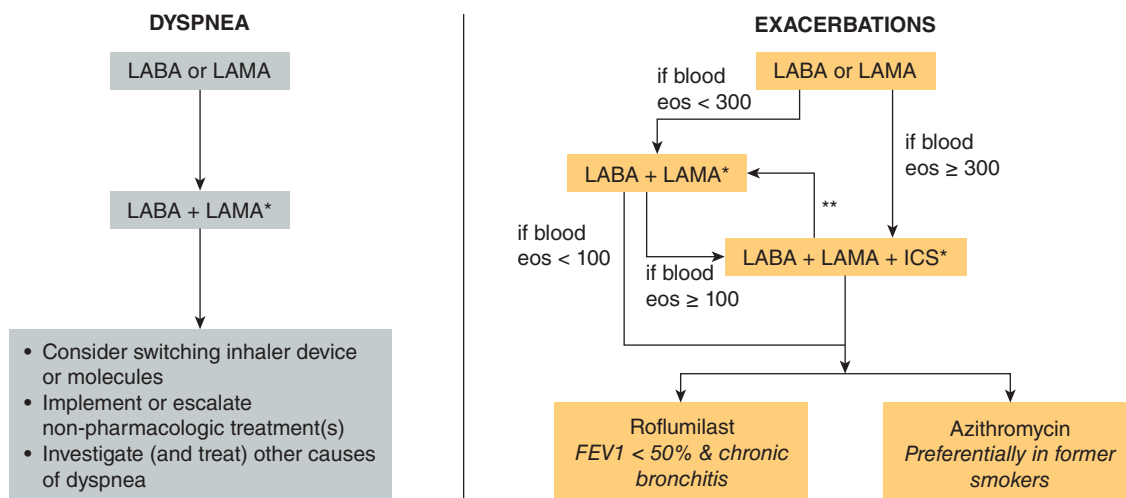 DYSPNEA
LABA or LAMA
LABA + LAMA*
• Consider switching inhaler device
or molecules
• Implement or escalate
non-pharmacologic treatment(s)
• Investigate (and treat) other causes
of dyspnea
EXACERBATIONS
LABA or LAMA
if blood
eos < 300
if blood
eos ≥ 300
LABA + LAMA*
**
if blood
eos < 100
if blood
eos ≥ 100
LABA + LAMA + ICS*
Roflumilast
FEV1 < 50% & chronic
bronchitis
Azithromycin
Preferentially in former
smokers